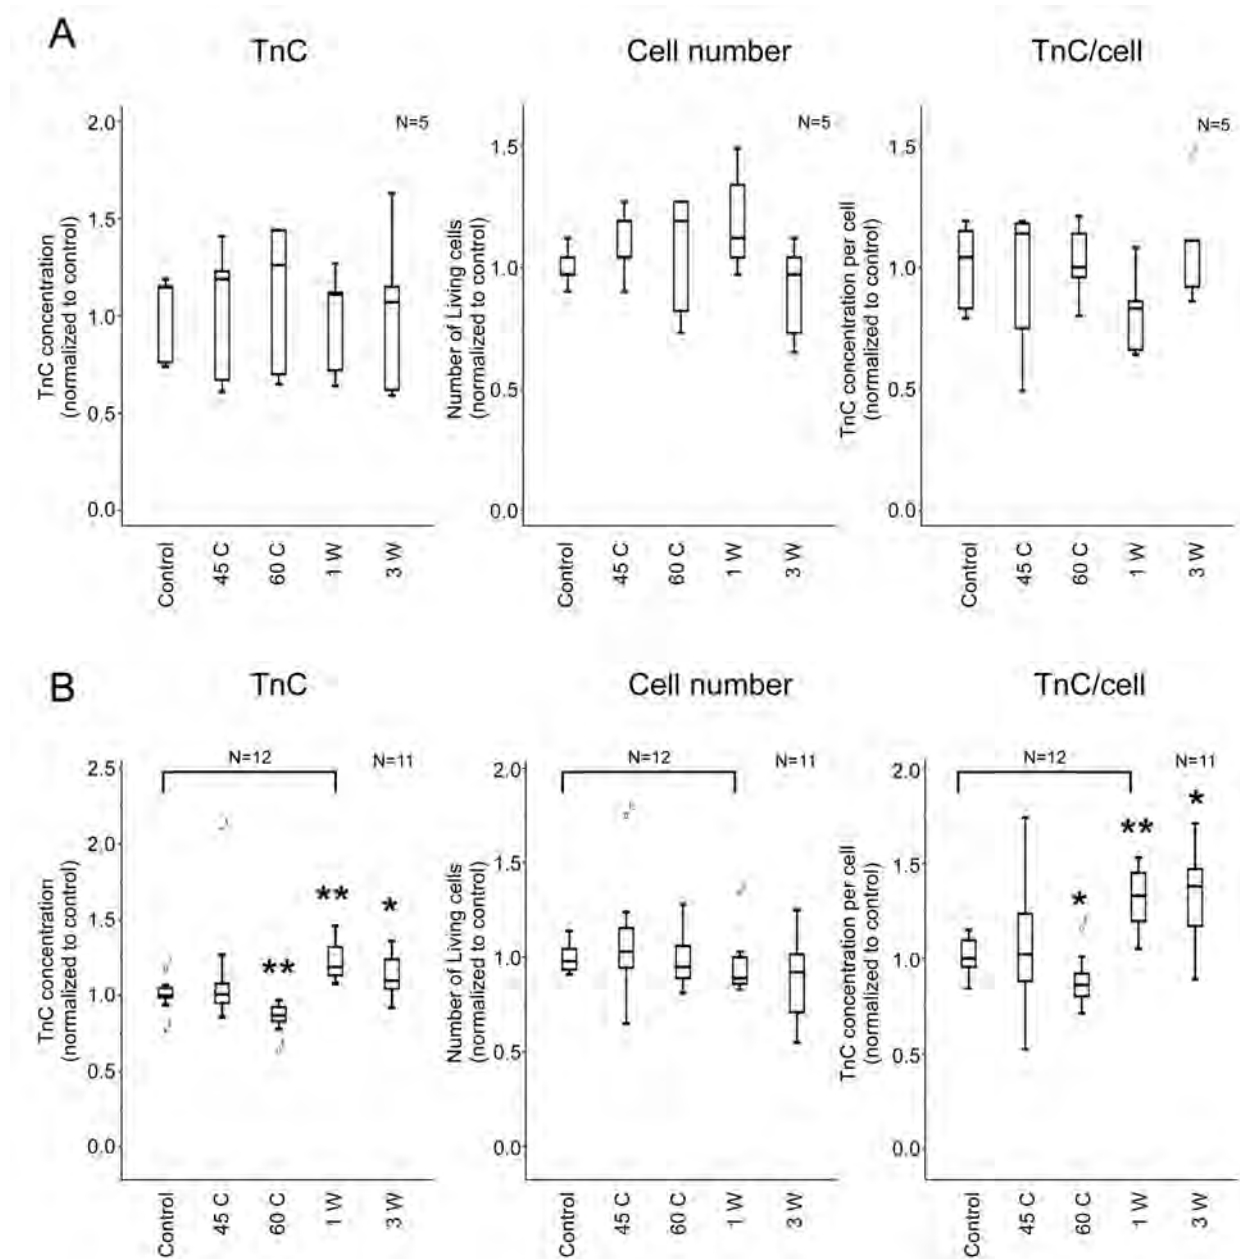 A
TnC
Cell number
TnC/cell
N=5
N=5
N=5
TnC concentration
(normalized to control)
2.0
1.5
1.0
0.5
0.0
Control
45 C
60 C
1 W
3 W
Number of Living cells
(normalized to control)
1.5
1.0
0.5
0.0
Control
45 C
60 C
1 W
3 W
TnC concentration per cell
(normalized to control)
1.5
1.0
0.5
0.0
Control
45 C
60 C
1 W
3 W
B
TnC
Cell number
TnC/cell
N=12
N=11
N=12
N=11
N=12
N=11
TnC concentration
(normalized to control)
2.5
2.0
1.5
1.0
0.5
0.0
**
**
*
Control
45 C
60 C
1 W
3 W
Number of Living cells
(normalized to control)
2.0
1.5
1.0
0.5
0.0
Control
45 C
60 C
1 W
3 W
TnC concentration per cell
(normalized to control)
2.0
1.5
1.0
0.5
0.0
*
**
*
Control
45 C
60 C
1 W
3 W